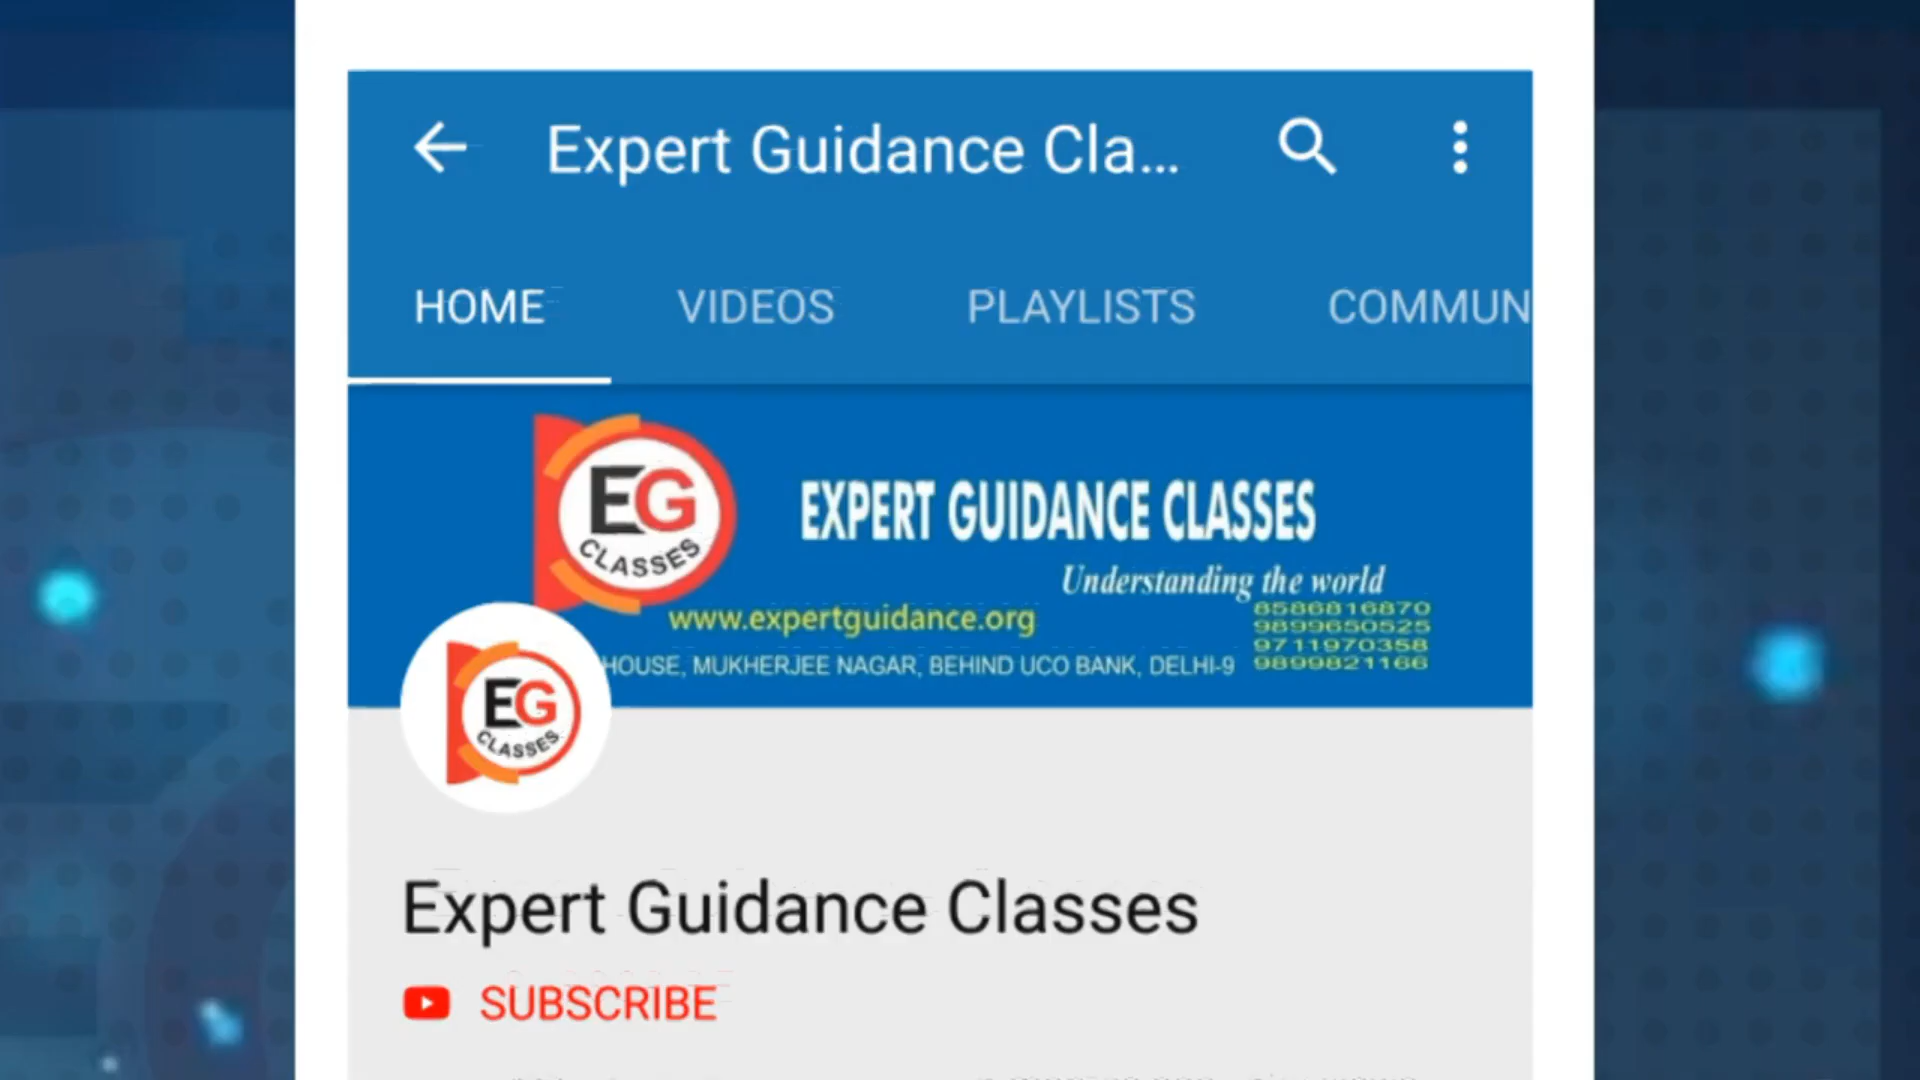 Expert Guidance Cla...
HOME VIDEOS PLAYLISTS COMMUN
EG
CLASSES
EXPERT GUIDANCE CLASSES
Understanding the world
www.expertguidance.org
8586816870
9899650525
9711970358
9899821166
HOUSE, MUKHERJEE NAGAR, BEHIND UCO BANK, DELHI-9
EG
CLASSES
Expert Guidance Classes
SUBSCRIBE